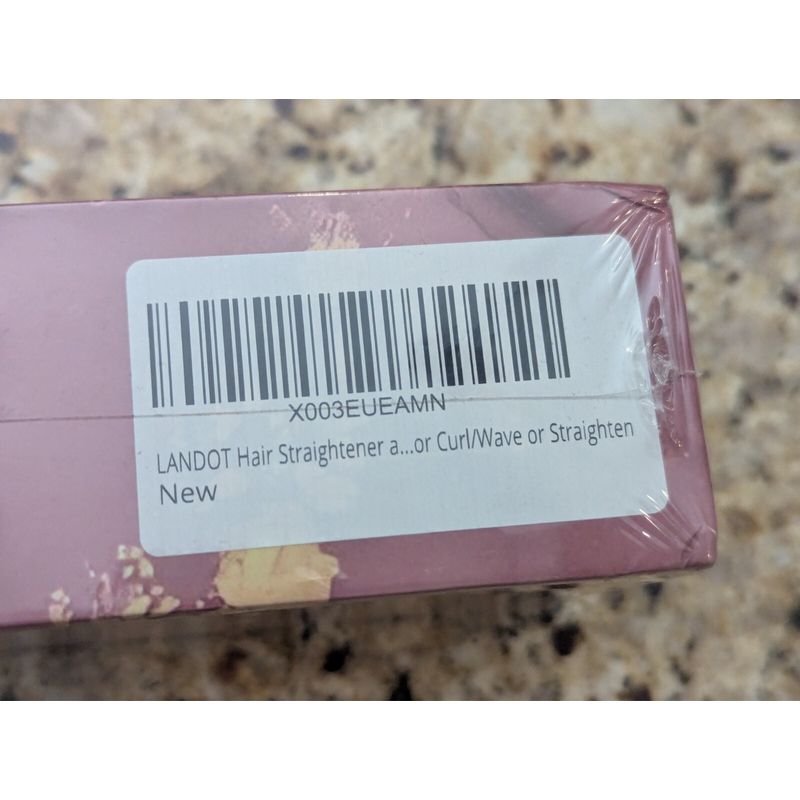 X003EUEAMN
LANDOT Hair Straightener a...or Curl/Wave or Straighten
New